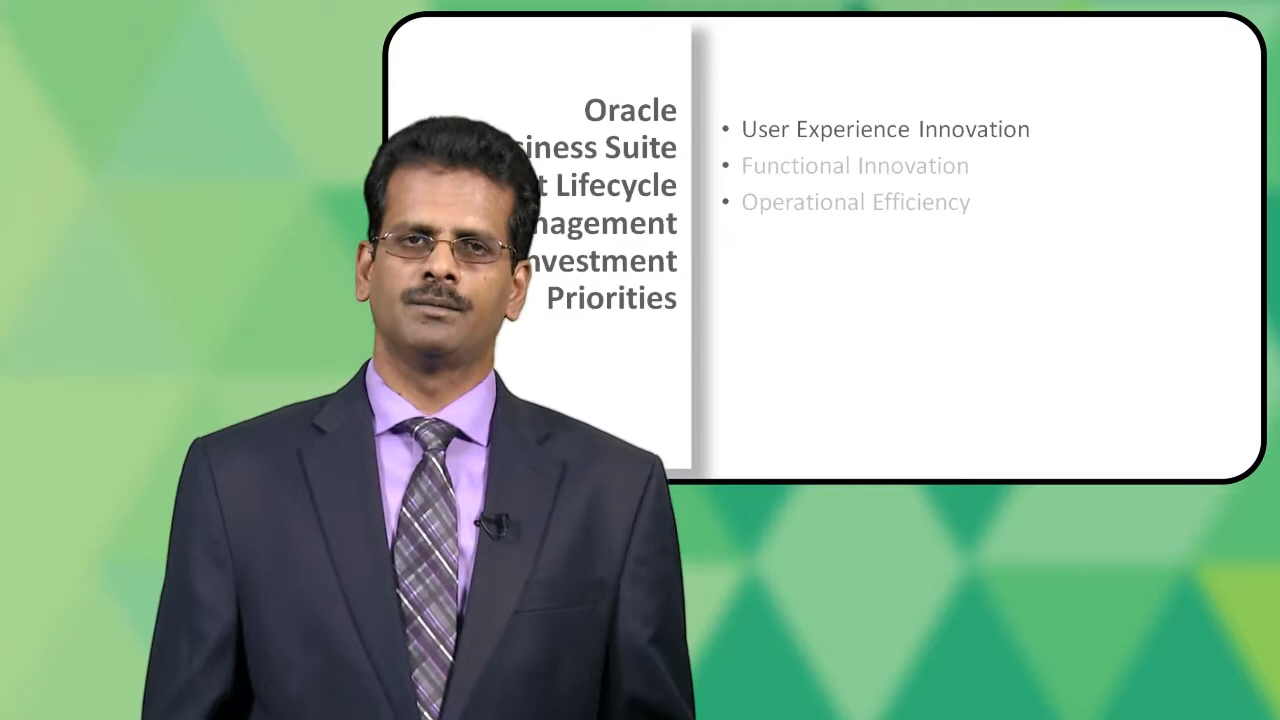 Oracle
Suite
Lifecycle
Priorities
• User Experience Innovation
• Functional Innovation
• Operational Efficiency